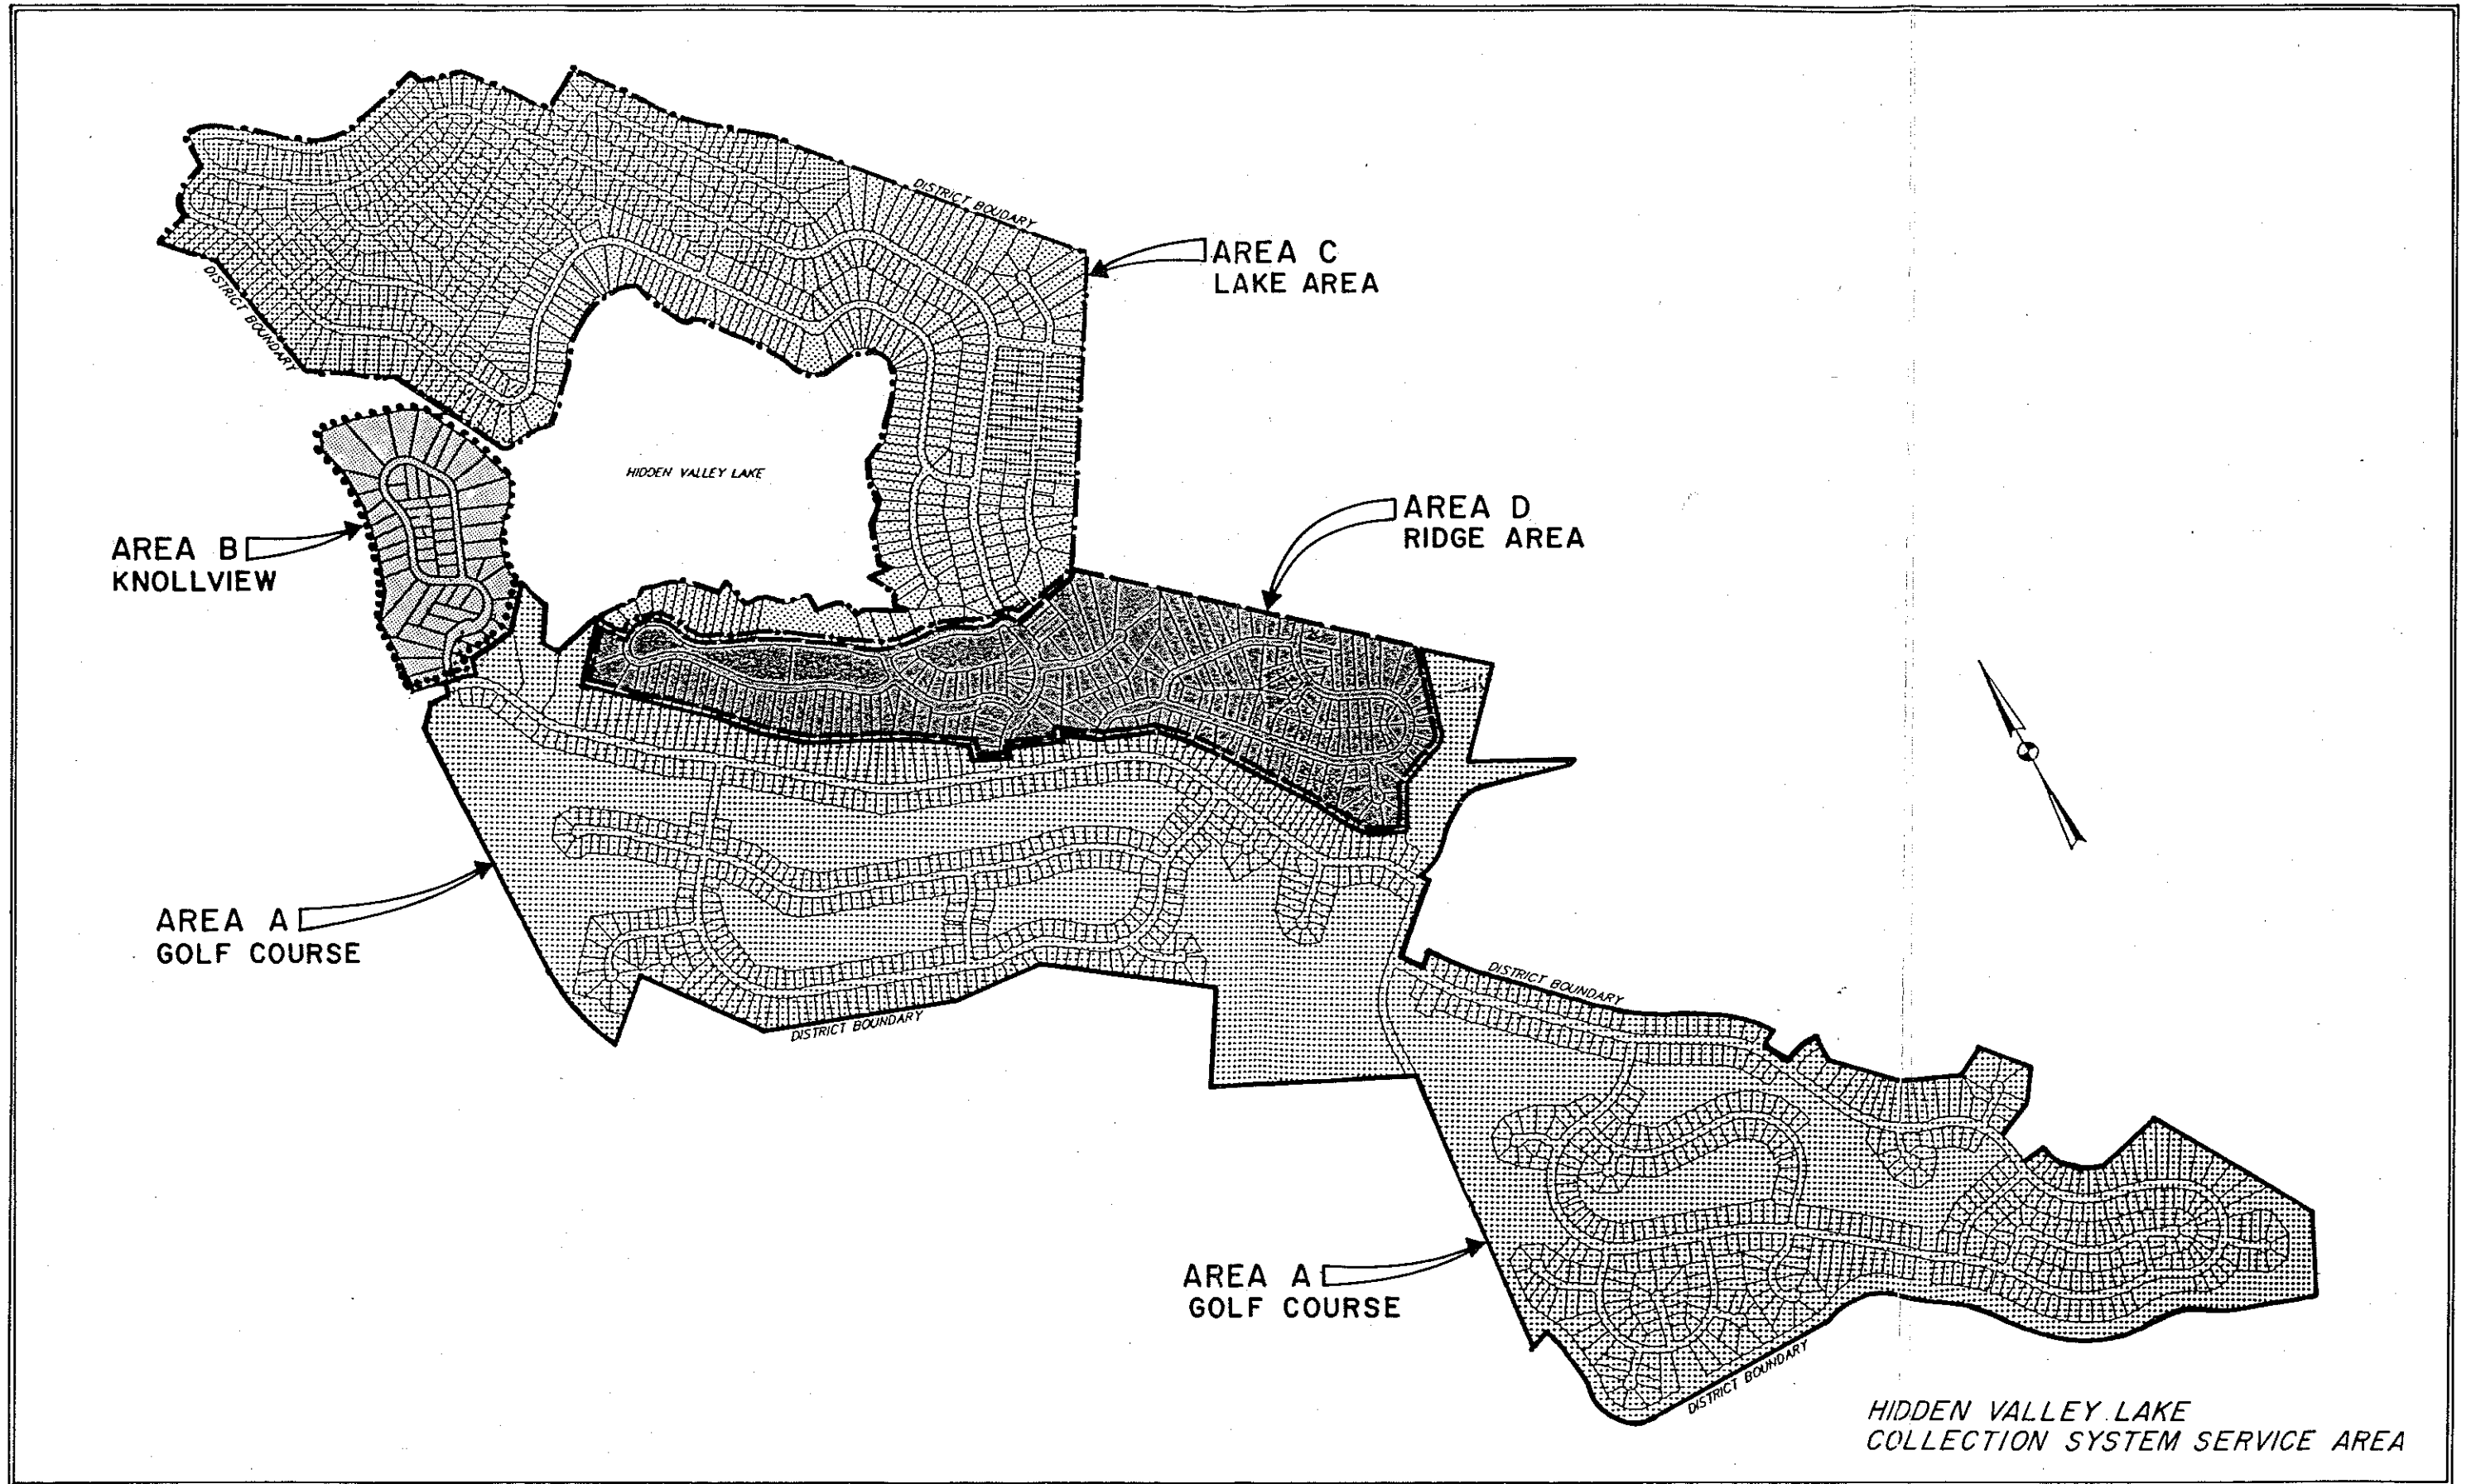 DISTRICT BOUDARY
AREA C
LAKE AREA
DISTRICT BOUNDARY
HIDDEN VALLEY LAKE
AREA D
RIDGE AREA
AREA B
KNOLLVIEW
AREA A
GOLF COURSE
DISTRICT BOUNDARY
DISTRICT BOUNDARY
AREA A
GOLF COURSE
DISTRICT BOUNDARY
HIDDEN VALLEY LAKE
COLLECTION SYSTEM SERVICE AREA